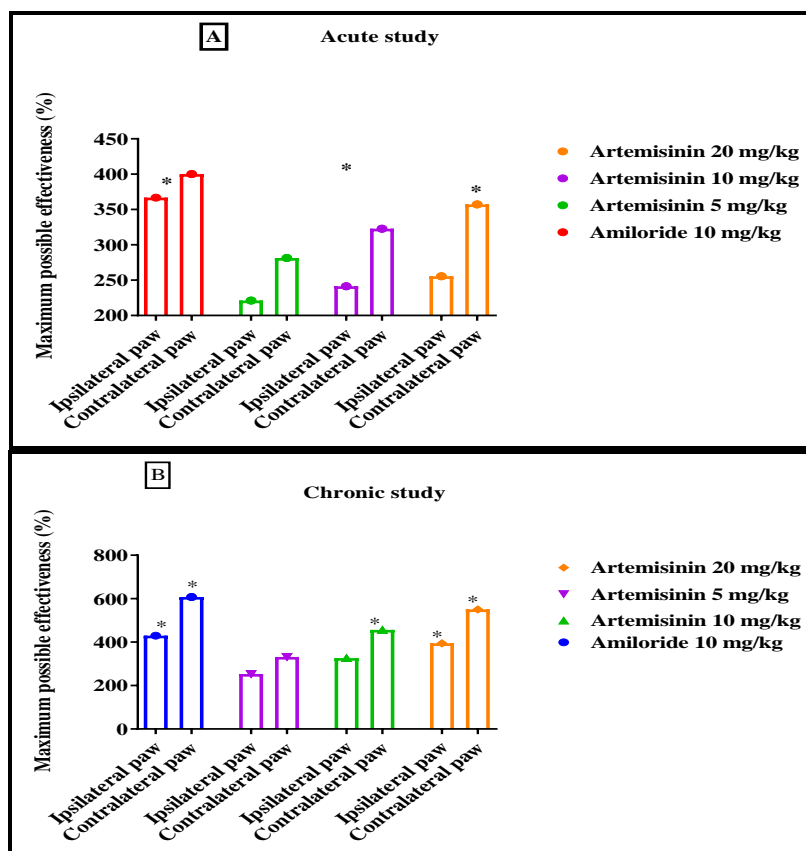 A
Acute study
Maximum possible effectiveness (%)
450
400
350
300
250
200
*
*
*
Ipsilateral paw
Contralateral paw
Ipsilateral paw
Contralateral paw
Ipsilateral paw
Contralateral paw
Ipsilateral paw
Contralateral paw
Artemisinin 20 mg/kg
Artemisinin 10 mg/kg
Artemisinin 5 mg/kg
Amiloride 10 mg/kg
B
Chronic study
Maximum possible effectiveness (%)
800
600
400
200
0
*
*
*
*
*
Ipsilateral paw
Contralateral paw
Ipsilateral paw
Contralateral paw
Ipsilateral paw
Contralateral paw
Ipsilateral paw
Contralateral paw
Artemisinin 20 mg/kg
Artemisinin 5 mg/kg
Artemisinin 10 mg/kg
Amiloride 10 mg/kg